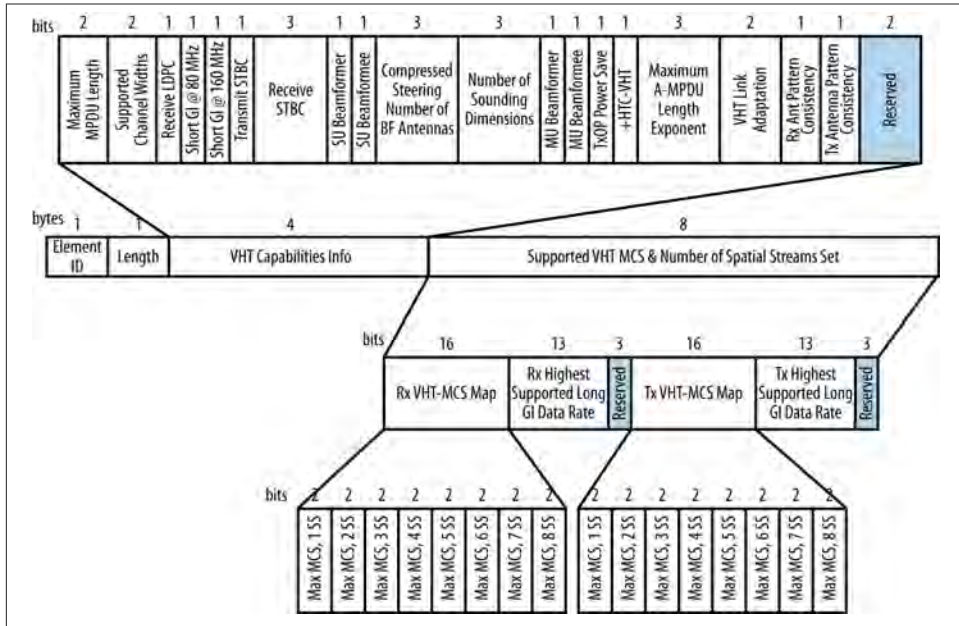 bits 2 2 1 1 1 1 3 1 1 3 3 1 1 1 1 3 2 1 1 2
Maximum
MPDU Length
Supported
Channel Widths
Receive LDPC
Short GI @ 80 MHz
Short GI @ 160 MHz
Transmit STBC
Receive
STBC
SU Beamformer
SU Beamformee
Compressed
Steering
Number of
BF Antennas
Number of
Sounding
Dimensions
MU Beamformer
MU Beamformee
TxOP Power Save
+HTC-VHT
Maximum
A-MPDU
Length
Exponent
VHT Link
Adaptation
Rx Ant Pattern
Consistency
Tx Antenna Pattern
Consistency
Reserved
bytes 1 1 4 8
Element
ID
Length
VHT Capabilities Info
Supported VHT MCS & Number of Spatial Streams Set
bits 16 13 3 16 13 3
Rx VHT-MCS Map
Rx Highest
Supported Long
GI Data Rate
Reserved
Tx VHT-MCS Map
Tx Highest
Supported Long
GI Data Rate
Reserved
bits 2 2 2 2 2 2 2 2 2 2 2 2 2 2 2 2
Max MCS, 1 SS
Max MCS, 2 SS
Max MCS, 3 SS
Max MCS, 4 SS
Max MCS, 5 SS
Max MCS, 6 SS
Max MCS, 7 SS
Max MCS, 8 SS
Max MCS, 1 SS
Max MCS, 2 SS
Max MCS, 3 SS
Max MCS, 4 SS
Max MCS, 5 SS
Max MCS, 6 SS
Max MCS, 7 SS
Max MCS, 8 SS